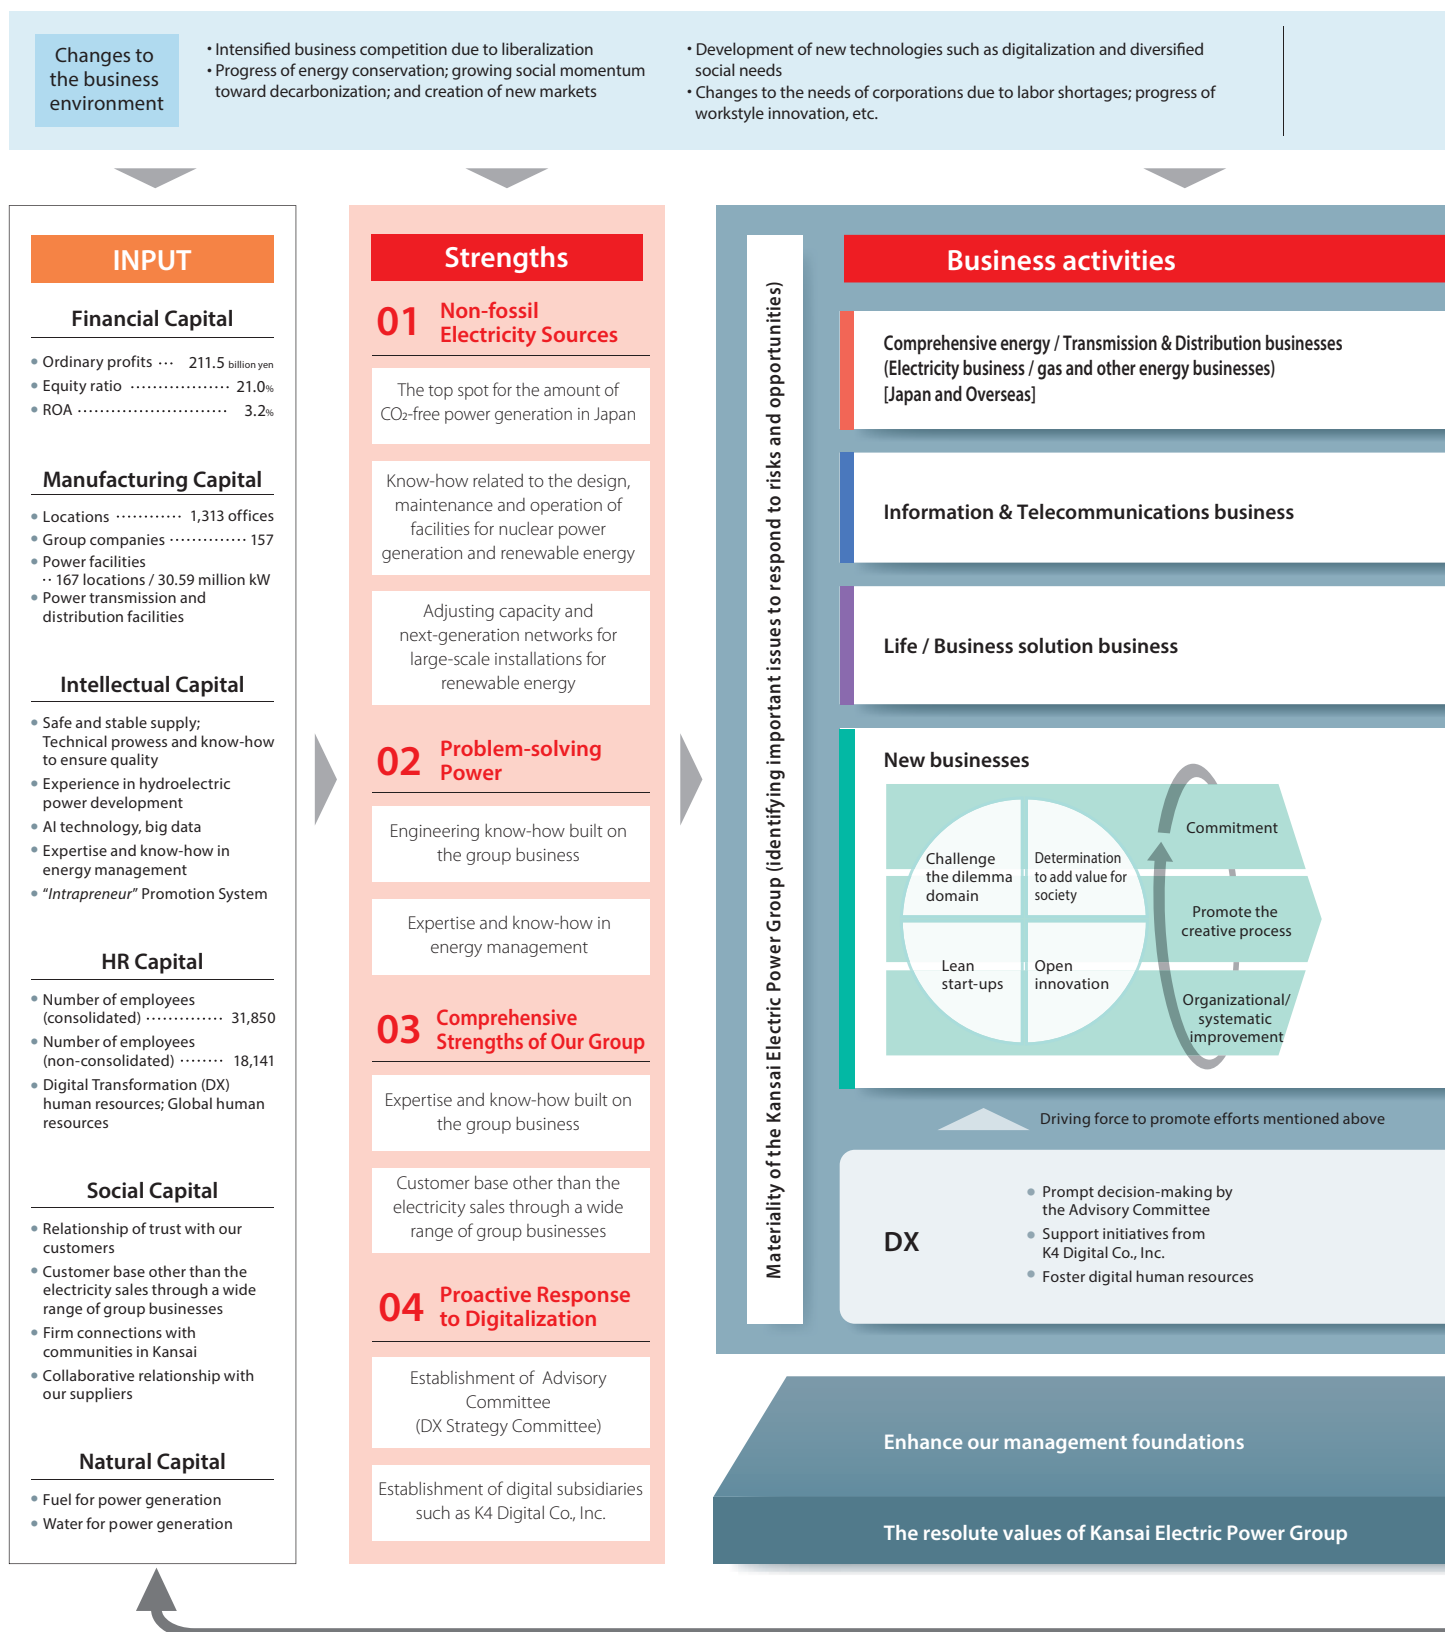 Changes to
the business
environment
• Intensified business competition due to liberalization
• Progress of energy conservation; growing social momentum
toward decarbonization; and creation of new markets
• Development of new technologies such as digitalization and diversified
social needs
• Changes to the needs of corporations due to labor shortages; progress of
workstyle innovation, etc.
INPUT
Financial Capital
• Ordinary profits ··· 211.5 billion yen
• Equity ratio ·················· 21.0%
• ROA ··························· 3.2%
Manufacturing Capital
• Locations ············ 1,313 offices
• Group companies ·············· 157
• Power facilities
·· 167 locations / 30.59 million kW
• Power transmission and
distribution facilities
Intellectual Capital
• Safe and stable supply;
Technical prowess and know-how
to ensure quality
• Experience in hydroelectric
power development
• AI technology, big data
• Expertise and know-how in
energy management
• “Intrapreneur” Promotion System
HR Capital
• Number of employees
(consolidated) ·············· 31,850
• Number of employees
(non-consolidated) ········ 18,141
• Digital Transformation (DX)
human resources; Global human
resources
Social Capital
• Relationship of trust with our
customers
• Customer base other than the
electricity sales through a wide
range of group businesses
• Firm connections with
communities in Kansai
• Collaborative relationship with
our suppliers
Natural Capital
• Fuel for power generation
• Water for power generation
Strengths
01 Non-fossil
Electricity Sources
The top spot for the amount of
CO₂-free power generation in Japan
Know-how related to the design,
maintenance and operation of
facilities for nuclear power
generation and renewable energy
Adjusting capacity and
next-generation networks for
large-scale installations for
renewable energy
02 Problem-solving
Power
Engineering know-how built on
the group business
Expertise and know-how in
energy management
03 Comprehensive
Strengths of Our Group
Expertise and know-how built on
the group business
Customer base other than the
electricity sales through a wide
range of group businesses
04 Proactive Response
to Digitalization
Establishment of Advisory
Committee
(DX Strategy Committee)
Establishment of digital subsidiaries
such as K4 Digital Co., Inc.
Materiality of the Kansai Electric Power Group (identifying important issues to respond to risks and opportunities)
Business activities
Comprehensive energy / Transmission & Distribution businesses
(Electricity business / gas and other energy businesses)
[Japan and Overseas]
Information & Telecommunications business
Life / Business solution business
New businesses
Challenge
the dilemma
domain
Determination
to add value for
society
Lean
start-ups
Open
innovation
Commitment
Promote the
creative process
Organizational/
systematic
improvement
Driving force to promote efforts mentioned above
DX
• Prompt decision-making by
the Advisory Committee
• Support initiatives from
K4 Digital Co., Inc.
• Foster digital human resources
Enhance our management foundations
The resolute values of Kansai Electric Power Group